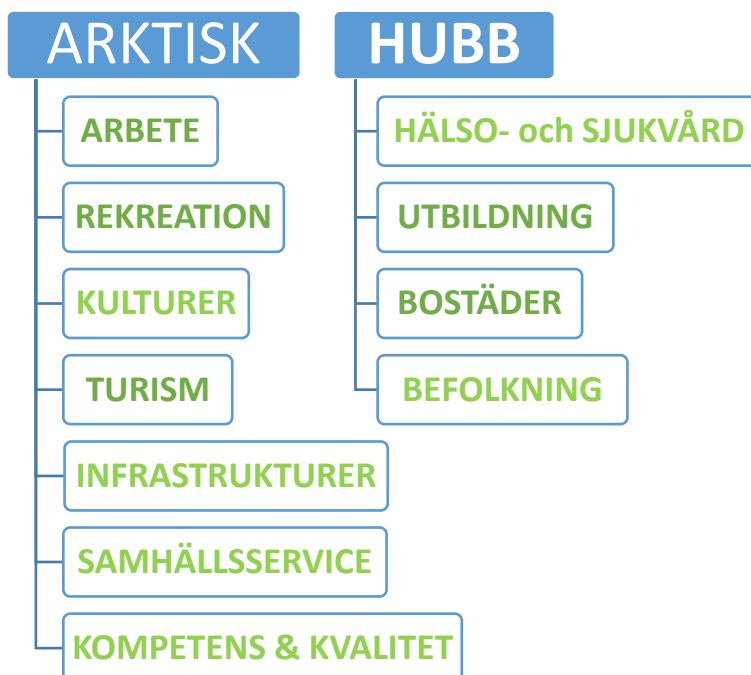 ARKTISK
ARBETE
REKREATION
KULTURER
TURISM
INFRASTRUKTURER
SAMHÄLLSSERVICE
KOMPETENS & KVALITET
HUBB
HÄLSO- och SJUKVÅRD
UTBILDNING
BOSTÄDER
BEFOLKNING